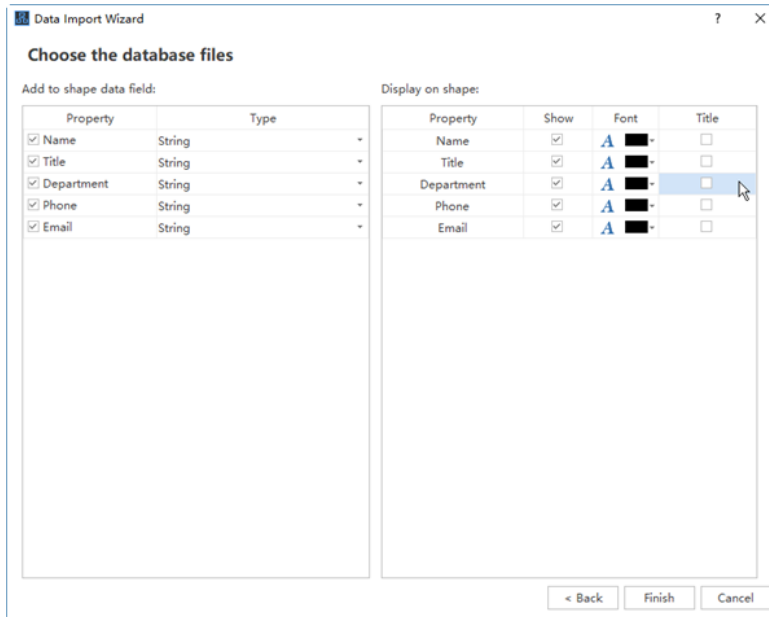 Data Import Wizard ?
Choose the database files
Add to shape data field: Display on shape:
Property Type Property Show Font Title
Name String Name A
Title String Title A
Department String Department A
Phone String Phone A
Email String Email A
< Back Finish Cancel